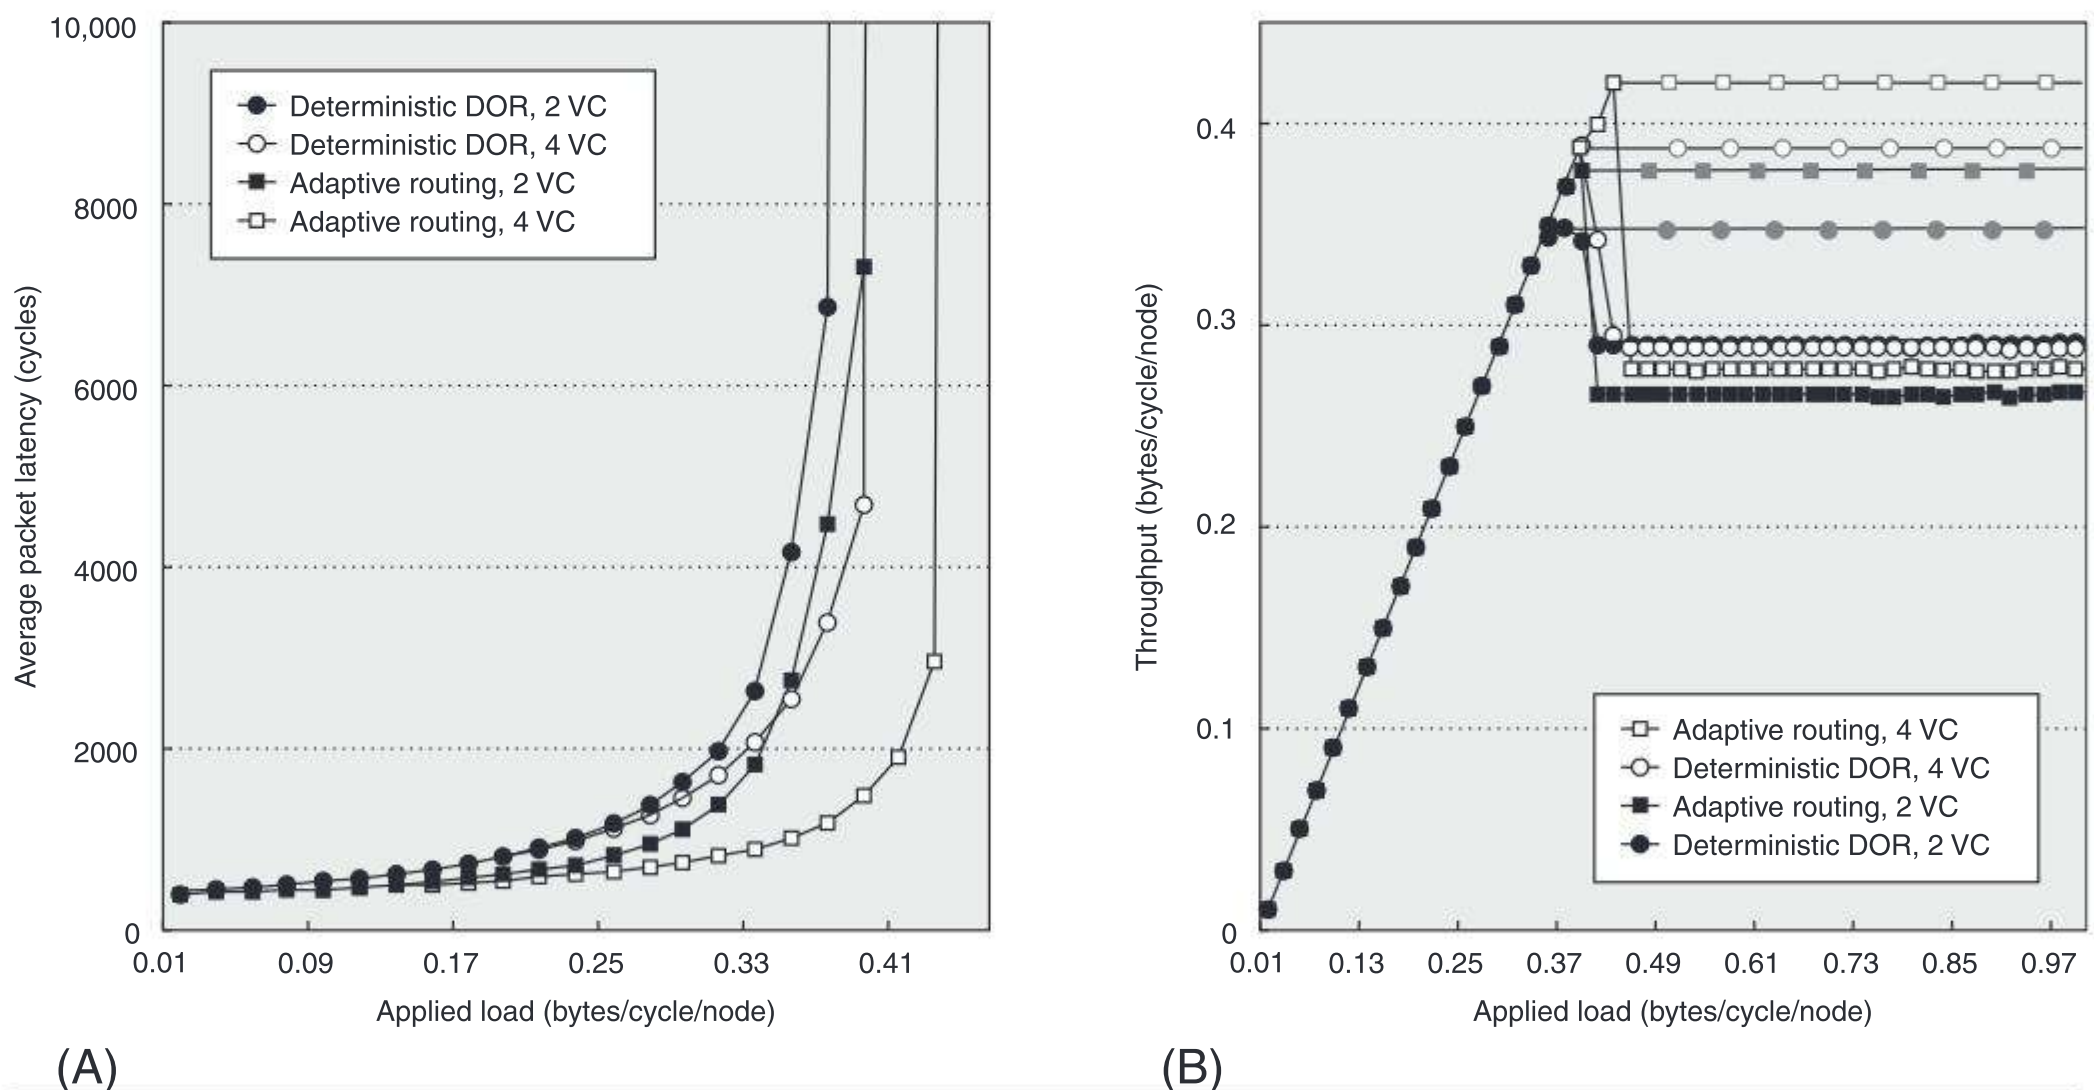 10,000
8000
6000
4000
2000
0
Average packet latency (cycles)
Deterministic DOR, 2 VC
Deterministic DOR, 4 VC
Adaptive routing, 2 VC
Adaptive routing, 4 VC
0.01 0.09 0.17 0.25 0.33 0.41
Applied load (bytes/cycle/node)
(A)
0.4
0.3
0.2
0.1
0
Throughput (bytes/cycle/node)
Adaptive routing, 4 VC
Deterministic DOR, 4 VC
Adaptive routing, 2 VC
Deterministic DOR, 2 VC
0.01 0.13 0.25 0.37 0.49 0.61 0.73 0.85 0.97
Applied load (bytes/cycle/node)
(B)